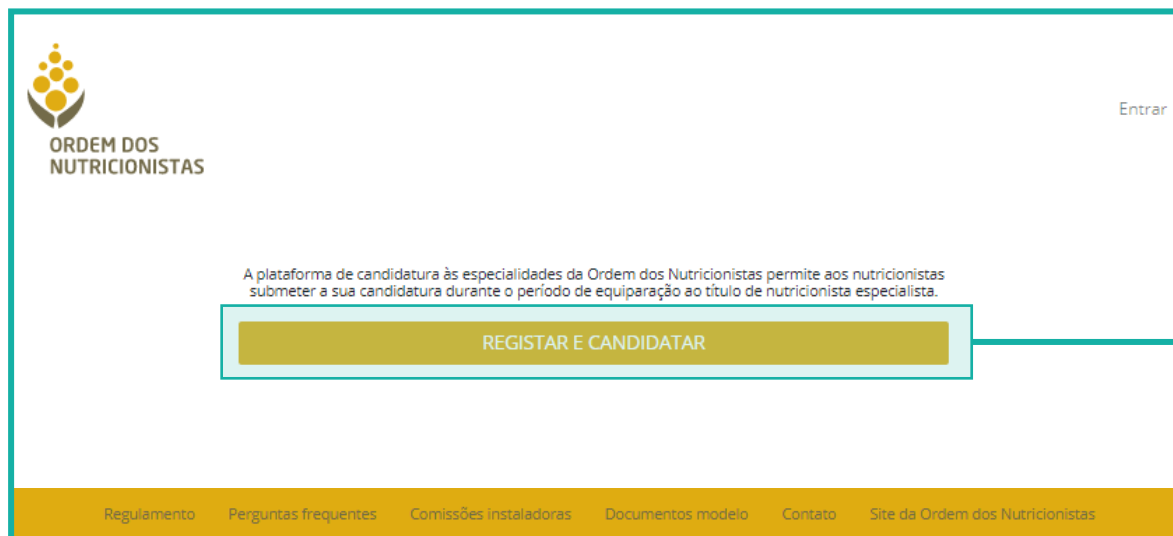 ORDEM DOS
NUTRICIONISTAS
Entrar
A plataforma de candidatura às especialidades da Ordem dos Nutricionistas permite aos nutricionistas
submeter a sua candidatura durante o período de equiparação ao título de nutricionista especialista.
REGISTAR E CANDIDATAR
Regulamento Perguntas frequentes Comissões instaladoras Documentos modelo Contato Site da Ordem dos Nutricionistas